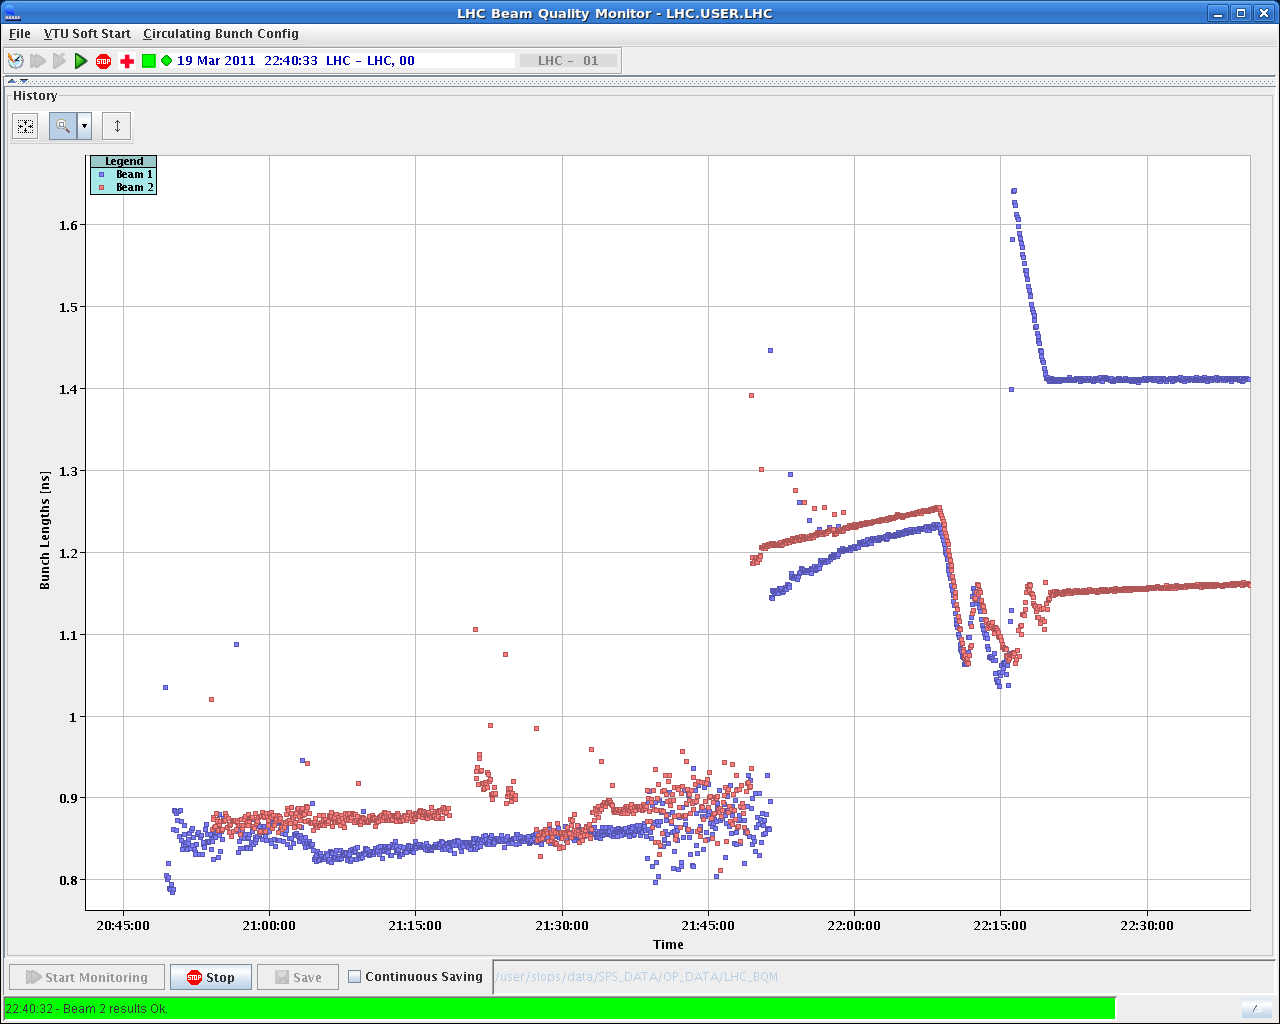 LHC Beam Quality Monitor - LHC.USER.LHC
File VTU Soft Start Circulating Bunch Config
STOP 19 Mar 2011 22:40:33 LHC - LHC, 00 LHC - 01
History
Legend
Beam 1
Beam 2
1.6
1.5
1.4
1.3
1.2
1.1
1
0.9
0.8
Bunch Lengths [ns]
20:45:00 21:00:00 21:15:00 21:30:00 21:45:00 22:00:00 22:15:00 22:30:00
Time
Start Monitoring STOP Stop Save Continuous Saving /user/slops/data/SPS_DATA/OP_DATA/LHC_BQM
22:40:32 - Beam 2 results Ok.